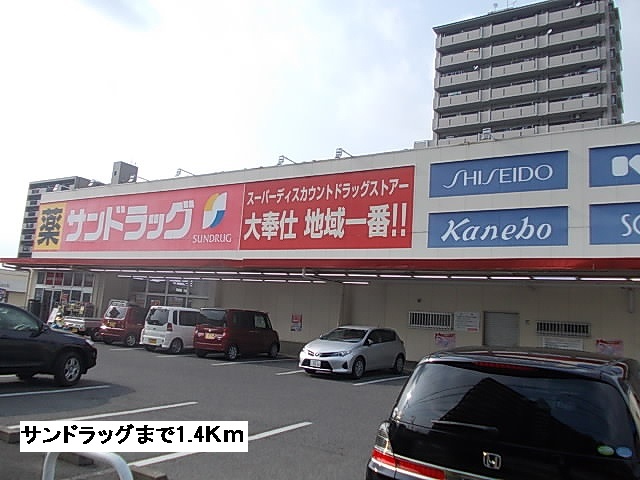 薬 サンドラッグ SUNDRUG
スーパーディスカウントドラッグストアー
大奉仕 地域一番!!
SHISEIDO
Kanebo
サンドラッグまで1.4Km